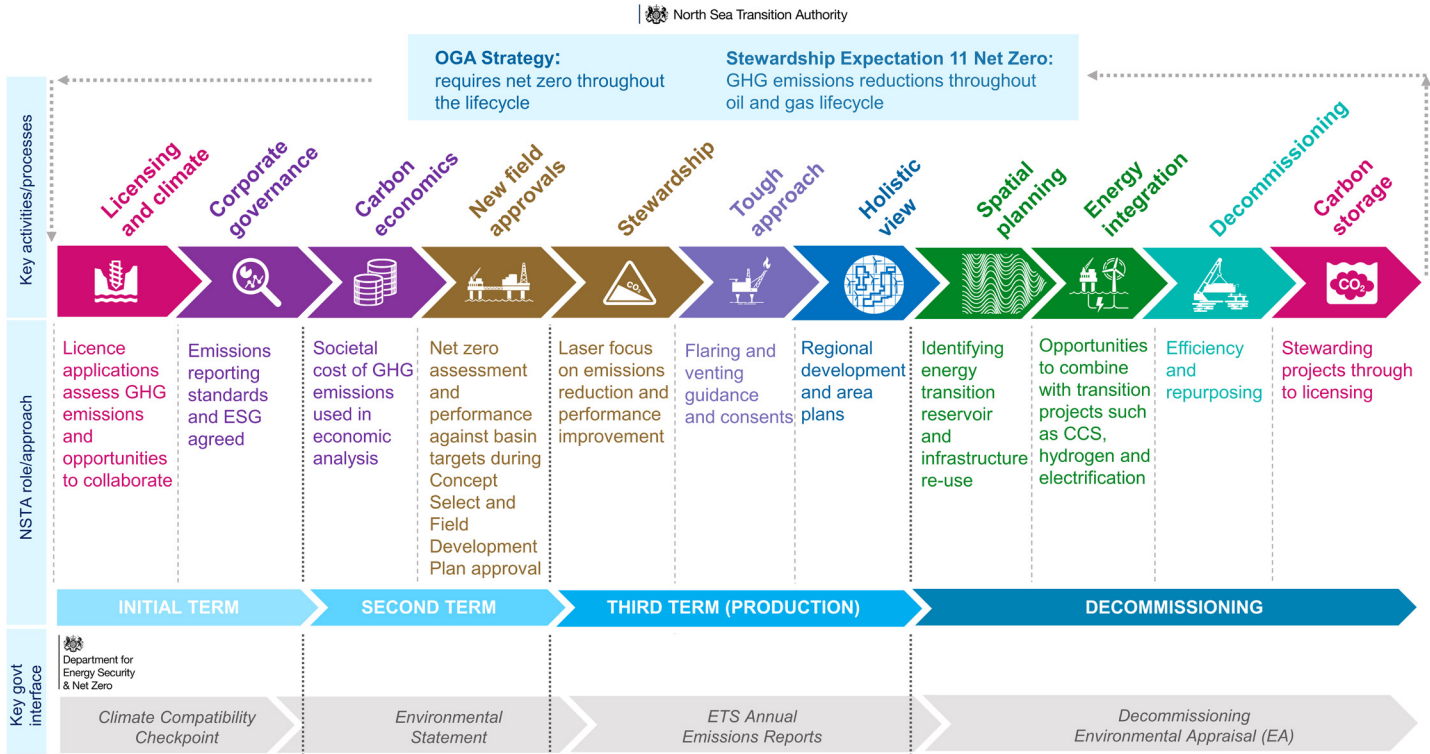 North Sea Transition Authority
OGA Strategy:
requires net zero throughout
the lifecycle
Stewardship Expectation 11 Net Zero:
GHG emissions reductions throughout
oil and gas lifecycle
Key activities/processes
Licensing
and climate
Corporate
governance
Carbon
economics
New field
approvals
Stewardship
Tough
approach
Holistic
view
Spatial
planning
Energy
integration
Decommissioning
Carbon
storage
CO₂
CO₂
NSTA role/approach
Licence
applications
assess GHG
emissions
and
opportunities
to collaborate
Emissions
reporting
standards
and ESG
agreed
Societal
cost of GHG
emissions
used in
economic
analysis
Net zero
assessment
and
performance
against basin
targets during
Concept
Select and
Field
Development
Plan approval
Laser focus
on emissions
reduction and
performance
improvement
Flaring and
venting
guidance
and consents
Regional
development
and area
plans
Identifying
energy
transition
reservoir
and
infrastructure
re-use
Opportunities
to combine
with transition
projects such
as CCS,
hydrogen and
electrification
Efficiency
and
repurposing
Stewarding
projects through
to licensing
INITIAL TERM
SECOND TERM
THIRD TERM (PRODUCTION)
DECOMMISSIONING
Key govt
interface
Department for
Energy Security
& Net Zero
Climate Compatibility
Checkpoint
Environmental
Statement
ETS Annual
Emissions Reports
Decommissioning
Environmental Appraisal (EA)